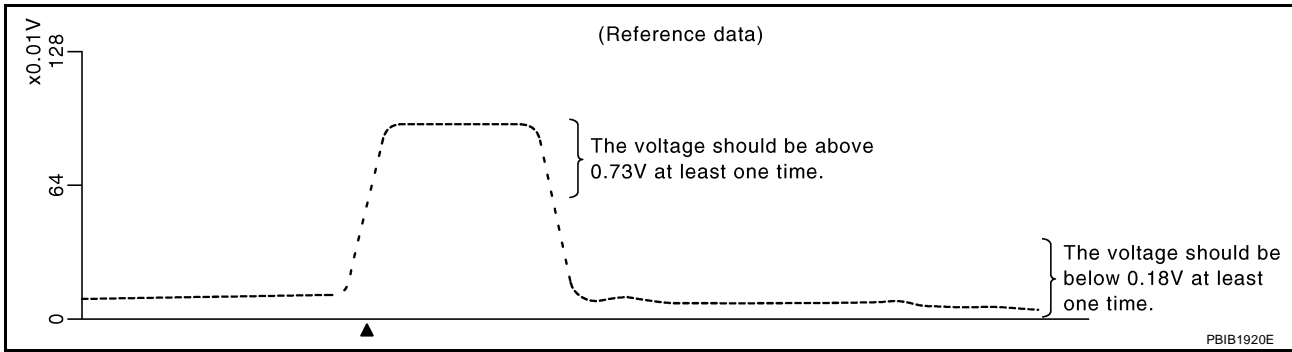 (Reference data)
x0.01V
128
64
0
The voltage should be above
0.73V at least one time.
The voltage should be
below 0.18V at least
one time.
PBIB1920E